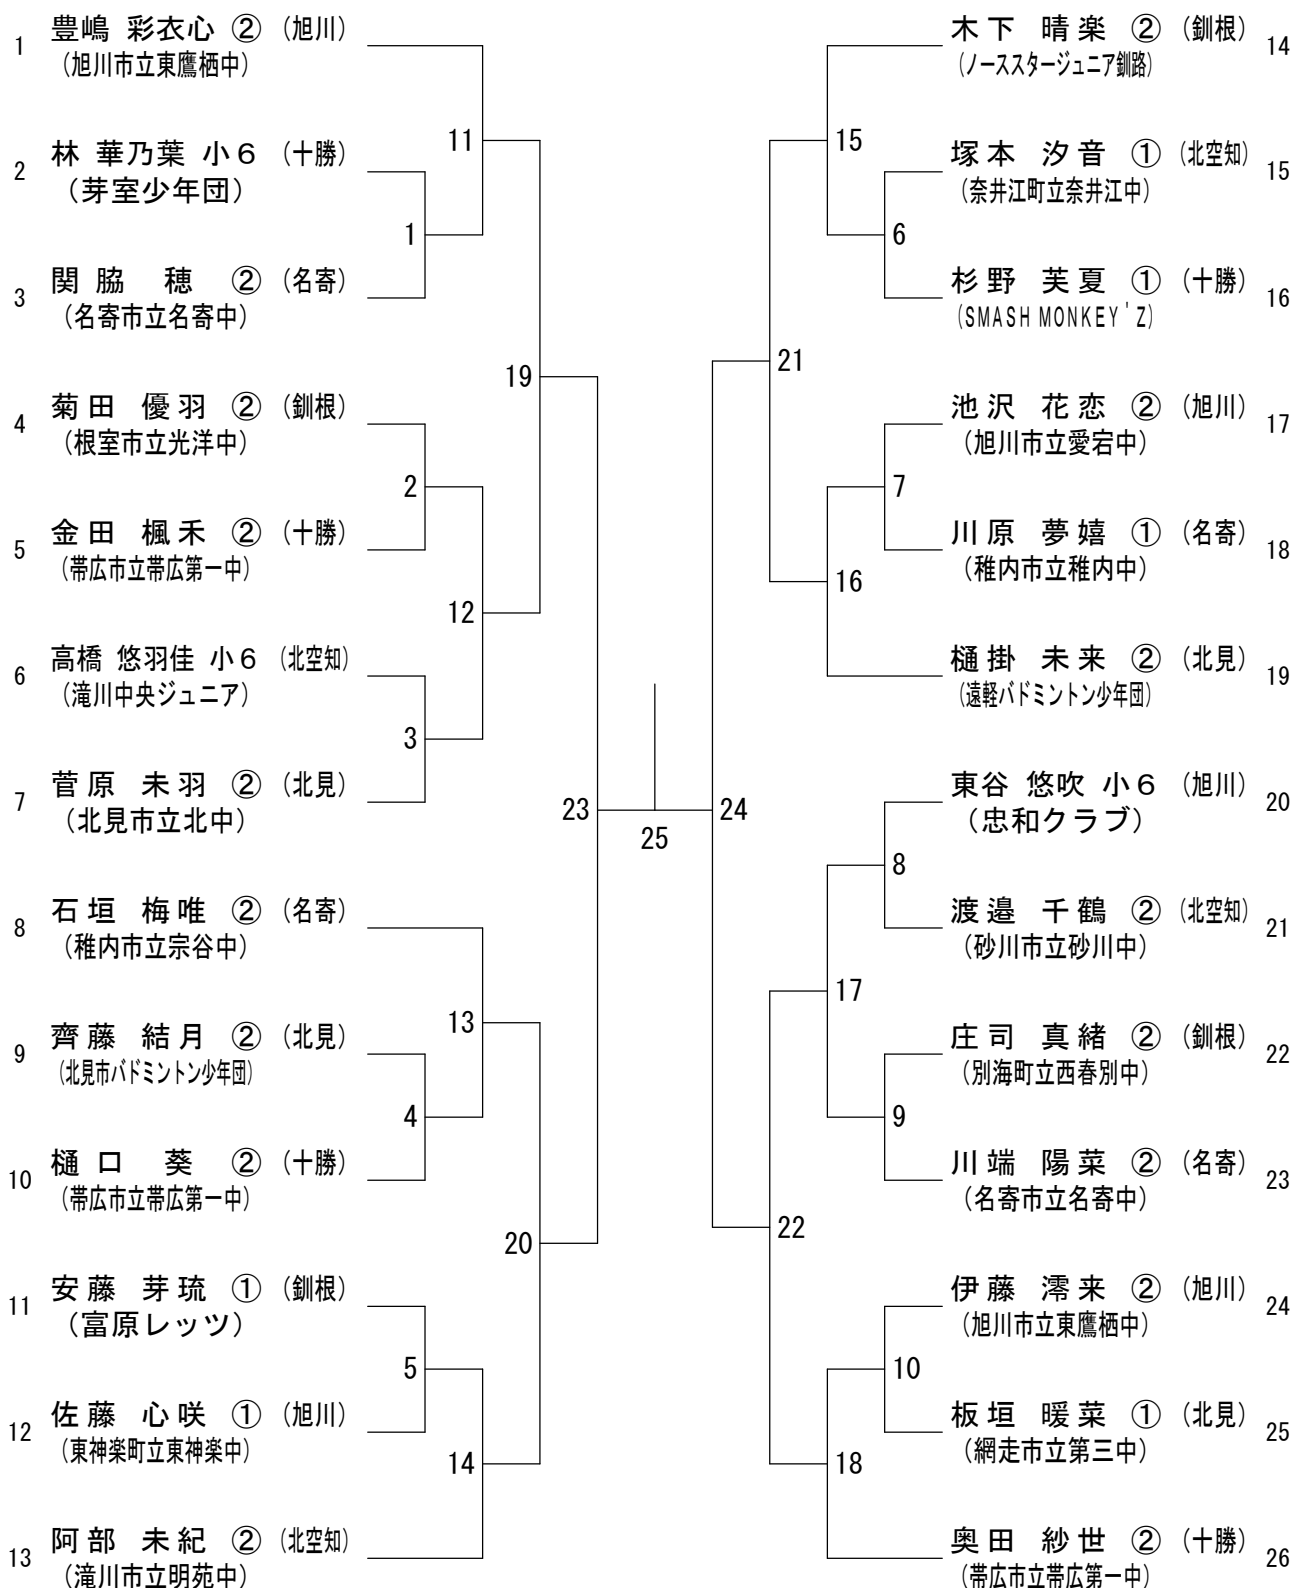 1 豊嶋 彩衣心 ② (旭川)
(旭川市立東鷹栖中)
2 林 華乃葉 小6 (十勝)
(芽室少年団)
1
3 関脇 穂 ② (名寄)
(名寄市立名寄中)
11
4 菊田 優羽 ② (釧根)
(根室市立光洋中)
2
5 金田 楓禾 ② (十勝)
(帯広市立帯広第一中)
12
6 高橋 悠羽佳 小6 (北空知)
(滝川中央ジュニア)
3
7 菅原 未羽 ② (北見)
(北見市立北中)
19
8 石垣 梅唯 ② (名寄)
(稚内市立宗谷中)
13
9 齊藤 結月 ② (北見)
(北見市バドミントン少年団)
4
10 樋口 葵 ② (十勝)
(帯広市立帯広第一中)
20
11 安藤 芽琉 ① (釧根)
(富原レッツ)
5
12 佐藤 心咲 ① (旭川)
(東神楽町立東神楽中)
14
13 阿部 未紀 ② (北空知)
(滝川市立明苑中)
23
25
24
木下 晴楽 ② (釧根) 14
(ノーススタージュニア釧路)
15
塚本 汐音 ① (北空知) 15
(奈井江町立奈井江中)
6
杉野 芙夏 ① (十勝) 16
(SMASH MONKEY'Z)
21
池沢 花恋 ② (旭川) 17
(旭川市立愛宕中)
7
川原 夢嬉 ① (名寄) 18
(稚内市立稚内中)
16
樋掛 未来 ② (北見) 19
(遠軽バドミントン少年団)
東谷 悠吹 小6 (旭川) 20
(忠和クラブ)
8
渡邉 千鶴 ② (北空知) 21
(砂川市立砂川中)
17
庄司 真緒 ② (釧根) 22
(別海町立西春別中)
9
川端 陽菜 ② (名寄) 23
(名寄市立名寄中)
22
伊藤 澪来 ② (旭川) 24
(旭川市立東鷹栖中)
10
板垣 暖菜 ① (北見) 25
(網走市立第三中)
18
奥田 紗世 ② (十勝) 26
(帯広市立帯広第一中)